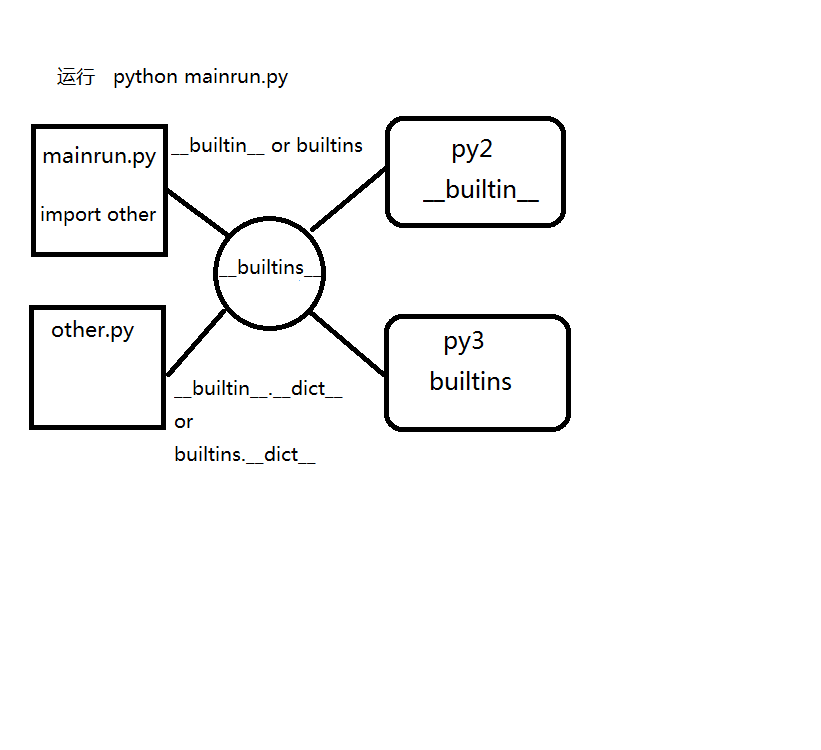 运行 python mainrun.py
mainrun.py
import other
__builtin__ or builtins
py2
__builtin__
__builtins__
other.py
__builtin__.__dict__
or
builtins.__dict__
py3
builtins